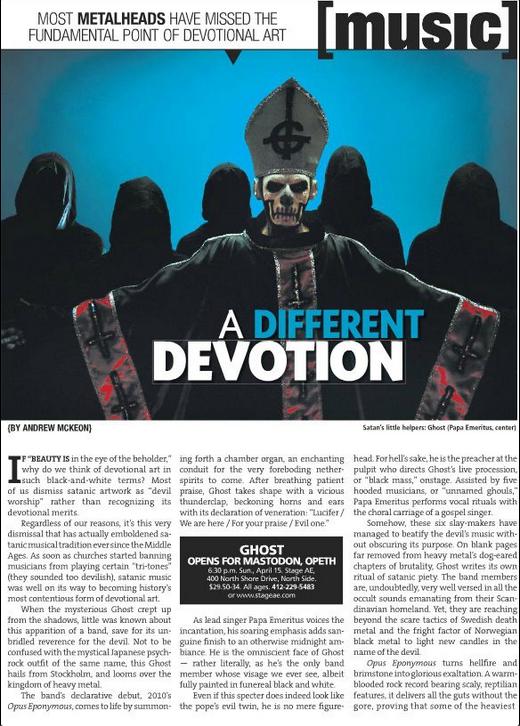 MOST METALHEADS HAVE MISSED THE
FUNDAMENTAL POINT OF DEVOTIONAL ART
[music]
A DIFFERENT
DEVOTION
{BY ANDREW MCKEON}
Satan's little helpers: Ghost (Papa Emeritus, center)
IF "BEAUTY IS in the eye of the beholder,"
why do we think of devotional art in
such black-and-white terms? Most
of us dismiss satanic artwork as "devil
worship" rather than recognizing its
devotional merits.
Regardless of our reasons, it's this very
dismissal that has actually emboldened sa-
tanic musical tradition ever since the Middle
Ages. As soon as churches started banning
musicians from playing certain "tri-tones"
(they sounded too devilish), satanic music
was well on its way to becoming history's
most contentious form of devotional art.
When the mysterious Ghost crept up
from the shadows, little was known about
this apparition of a band, save for its un-
bridled reverence for the devil. Not to be
confused with the mystical Japanese psych-
rock outfit of the same name, this Ghost
hails from Stockholm, and looms over the
kingdom of heavy metal.
The band's declarative debut, 2010's
Opus Eponymous, comes to life by summon-
ing forth a chamber organ, an enchanting
conduit for the very foreboding nether-
spirits to come. After breathing patient
praise, Ghost takes shape with a vicious
thunderclap, beckoning horns and ears
with its declaration of veneration: "Lucifer /
We are here / For your praise / Evil one."
GHOST
OPENS FOR MASTODON, OPETH
6:30 p.m. Sun., April 15. Stage AE,
400 North Shore Drive, North Side.
$29.50-34. All ages. 412-229-5483
or www.stageae.com
As lead singer Papa Emeritus voices the
incantation, his soaring emphasis adds san-
guine finish to an otherwise midnight am-
biance. He is the omniscient face of Ghost
— rather literally, as he's the only band
member whose visage we ever see, albeit
fully painted in funereal black and white.
Even if this specter does indeed look like
the pope's evil twin, he is no mere figure-
head. For hell's sake, he is the preacher at the
pulpit who directs Ghost's live procession,
or "black mass," onstage. Assisted by five
hooded musicians, or "unnamed ghouls,"
Papa Emeritus performs vocal rituals with
the choral carriage of a gospel singer.
Somehow, these six slay-makers have
managed to beatify the devil's music with-
out obscuring its purpose. On blank pages
far removed from heavy metal's dog-eared
chapters of brutality, Ghost writes its own
ritual of satanic piety. The band members
are, undoubtedly, very well versed in all the
occult sounds emanating from their Scan-
dinavian homeland. Yet, they are reaching
beyond the scare tactics of Swedish death
metal and the fright factor of Norwegian
black metal to light new candles in the
name of the devil.
Opus Eponymous turns hellfire and
brimstone into glorious exaltation. A warm-
blooded rock record bearing scaly, reptilian
features, it delivers all the guts without the
gore, proving that some of the heaviest